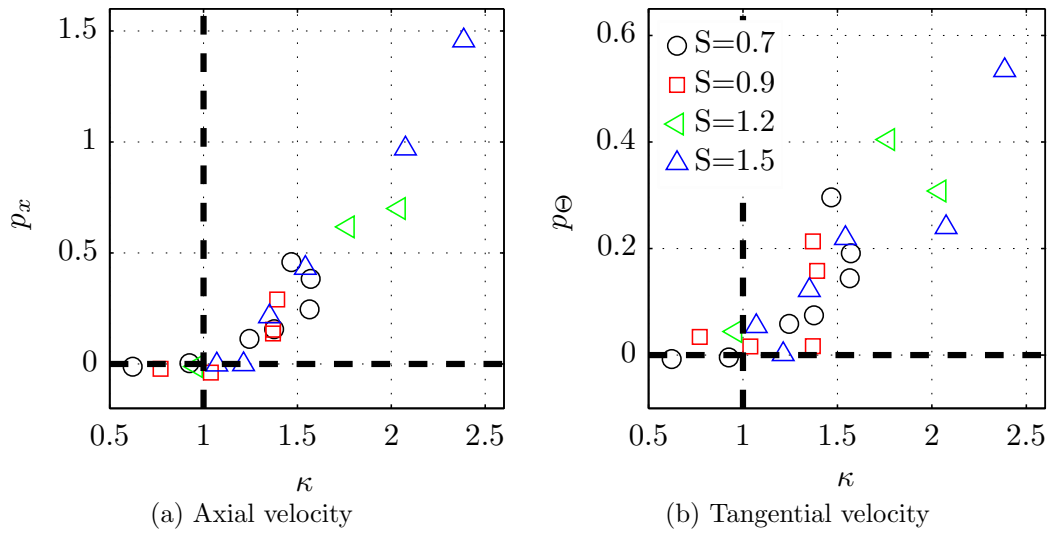 1.5
1
0.5
0
p_x
0.5 1 1.5 2 2.5
κ
(a) Axial velocity
0.6
0.4
0.2
0
p_Θ
S=0.7
S=0.9
S=1.2
S=1.5
0.5 1 1.5 2 2.5
κ
(b) Tangential velocity